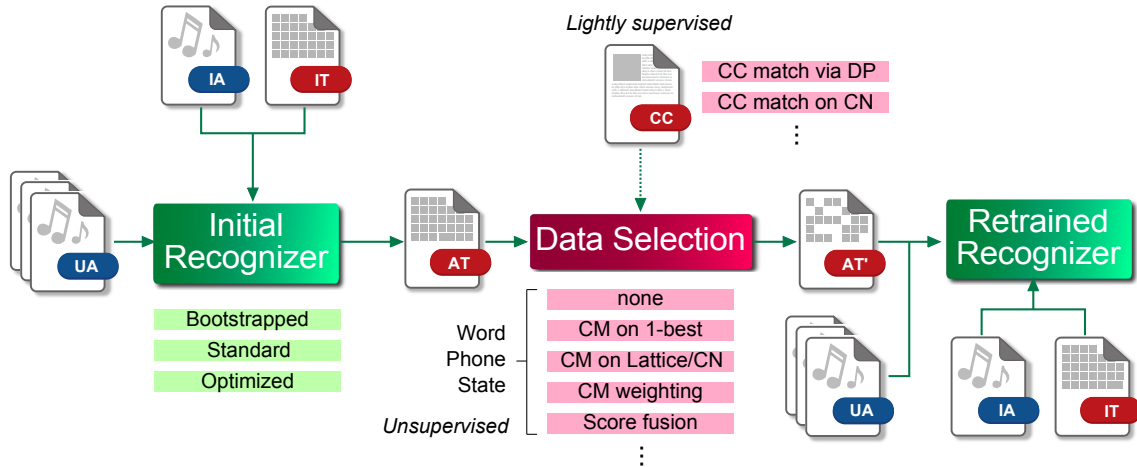 Lightly supervised
IA
IT
CC
CC match via DP
CC match on CN
⋮
UA
Initial
Recognizer
AT
Data Selection
AT'
Retrained
Recognizer
Bootstrapped
Standard
Optimized
Word
Phone
State
Unsupervised
none
CM on 1-best
CM on Lattice/CN
CM weighting
Score fusion
⋮
UA
IA
IT